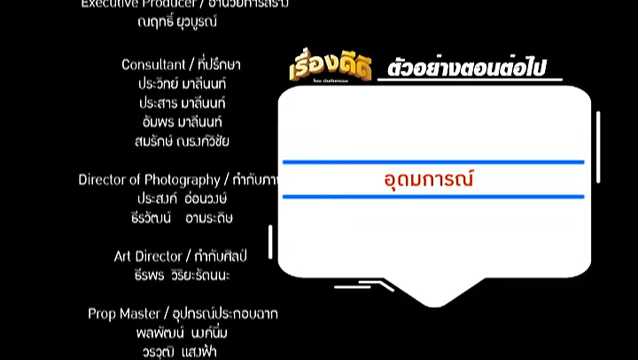 Executive Producer / อำนวยการสร้าง
ณฤทธิ์ ยุวบูรณ์
Consultant / ที่ปรึกษา
ประวิทย์ มาลีนนท์
ประสาร มาลีนนท์
อัมพร มาลีนนท์
สมรักษ์ ณรงค์วิชัย
Director of Photography / กำกับภา
ประสงค์ อ่อนวงษ์
ธีรวัฒน์ อามระดิษ
Art Director / กำกับศิลป์
ธีรพร วิริยะรัตนนะ
Prop Master / อุปกรณ์ประกอบฉาก
พลพัฒน์ นงค์นิ่ม
วรวุฒิ แสงฟ้า
เรื่องดีดี
ตัวอย่างตอนต่อไป
อุดมการณ์